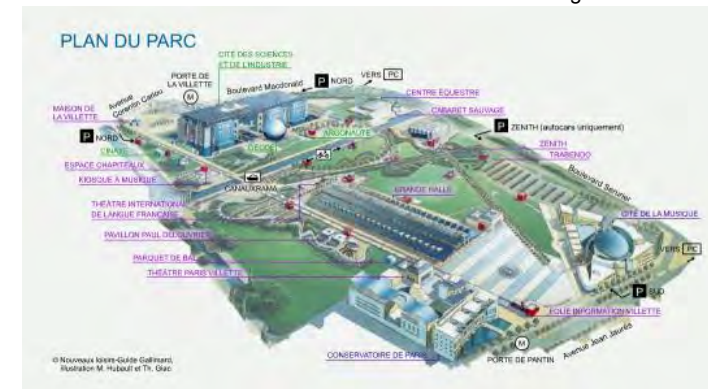 PLAN DU PARC
CITÉ DES SCIENCES
ET DE L'INDUSTRIE
PORTE DE
LA VILLETTE
M
Boulevard Macdonald
P NORD
VERS PC
Avenue
Corentin Cariou
CENTRE ÉQUESTRE
MAISON DE
LA VILLETTE
CABARET SAUVAGE
P NORD
ARGONAUTE
P ZENITH (autocars uniquement)
CINAXE
GÉODE
ZENITH
ESPACE CHAPITEAUX
TRABENDO
KIOSQUE À MUSIQUE
CANAUXRAMA
GRANDE HALLE
Boulevard Sérurier
THÉÂTRE INTERNATIONAL
DE LANGUE FRANÇAISE
CITÉ DE LA MUSIQUE
PAVILLON PAUL DELOUVRIER
VERS PC
PARQUET DE BAL
THÉÂTRE PARIS VILLETTE
P SUD
FOLIE INFORMATION VILLETTE
M
CONSERVATOIRE DE PARIS
PORTE DE PANTIN
Avenue Jean Jaurès
© Nouveaux loisirs-Guide Gallimard,
illustration M. Hubault et Th. Giac